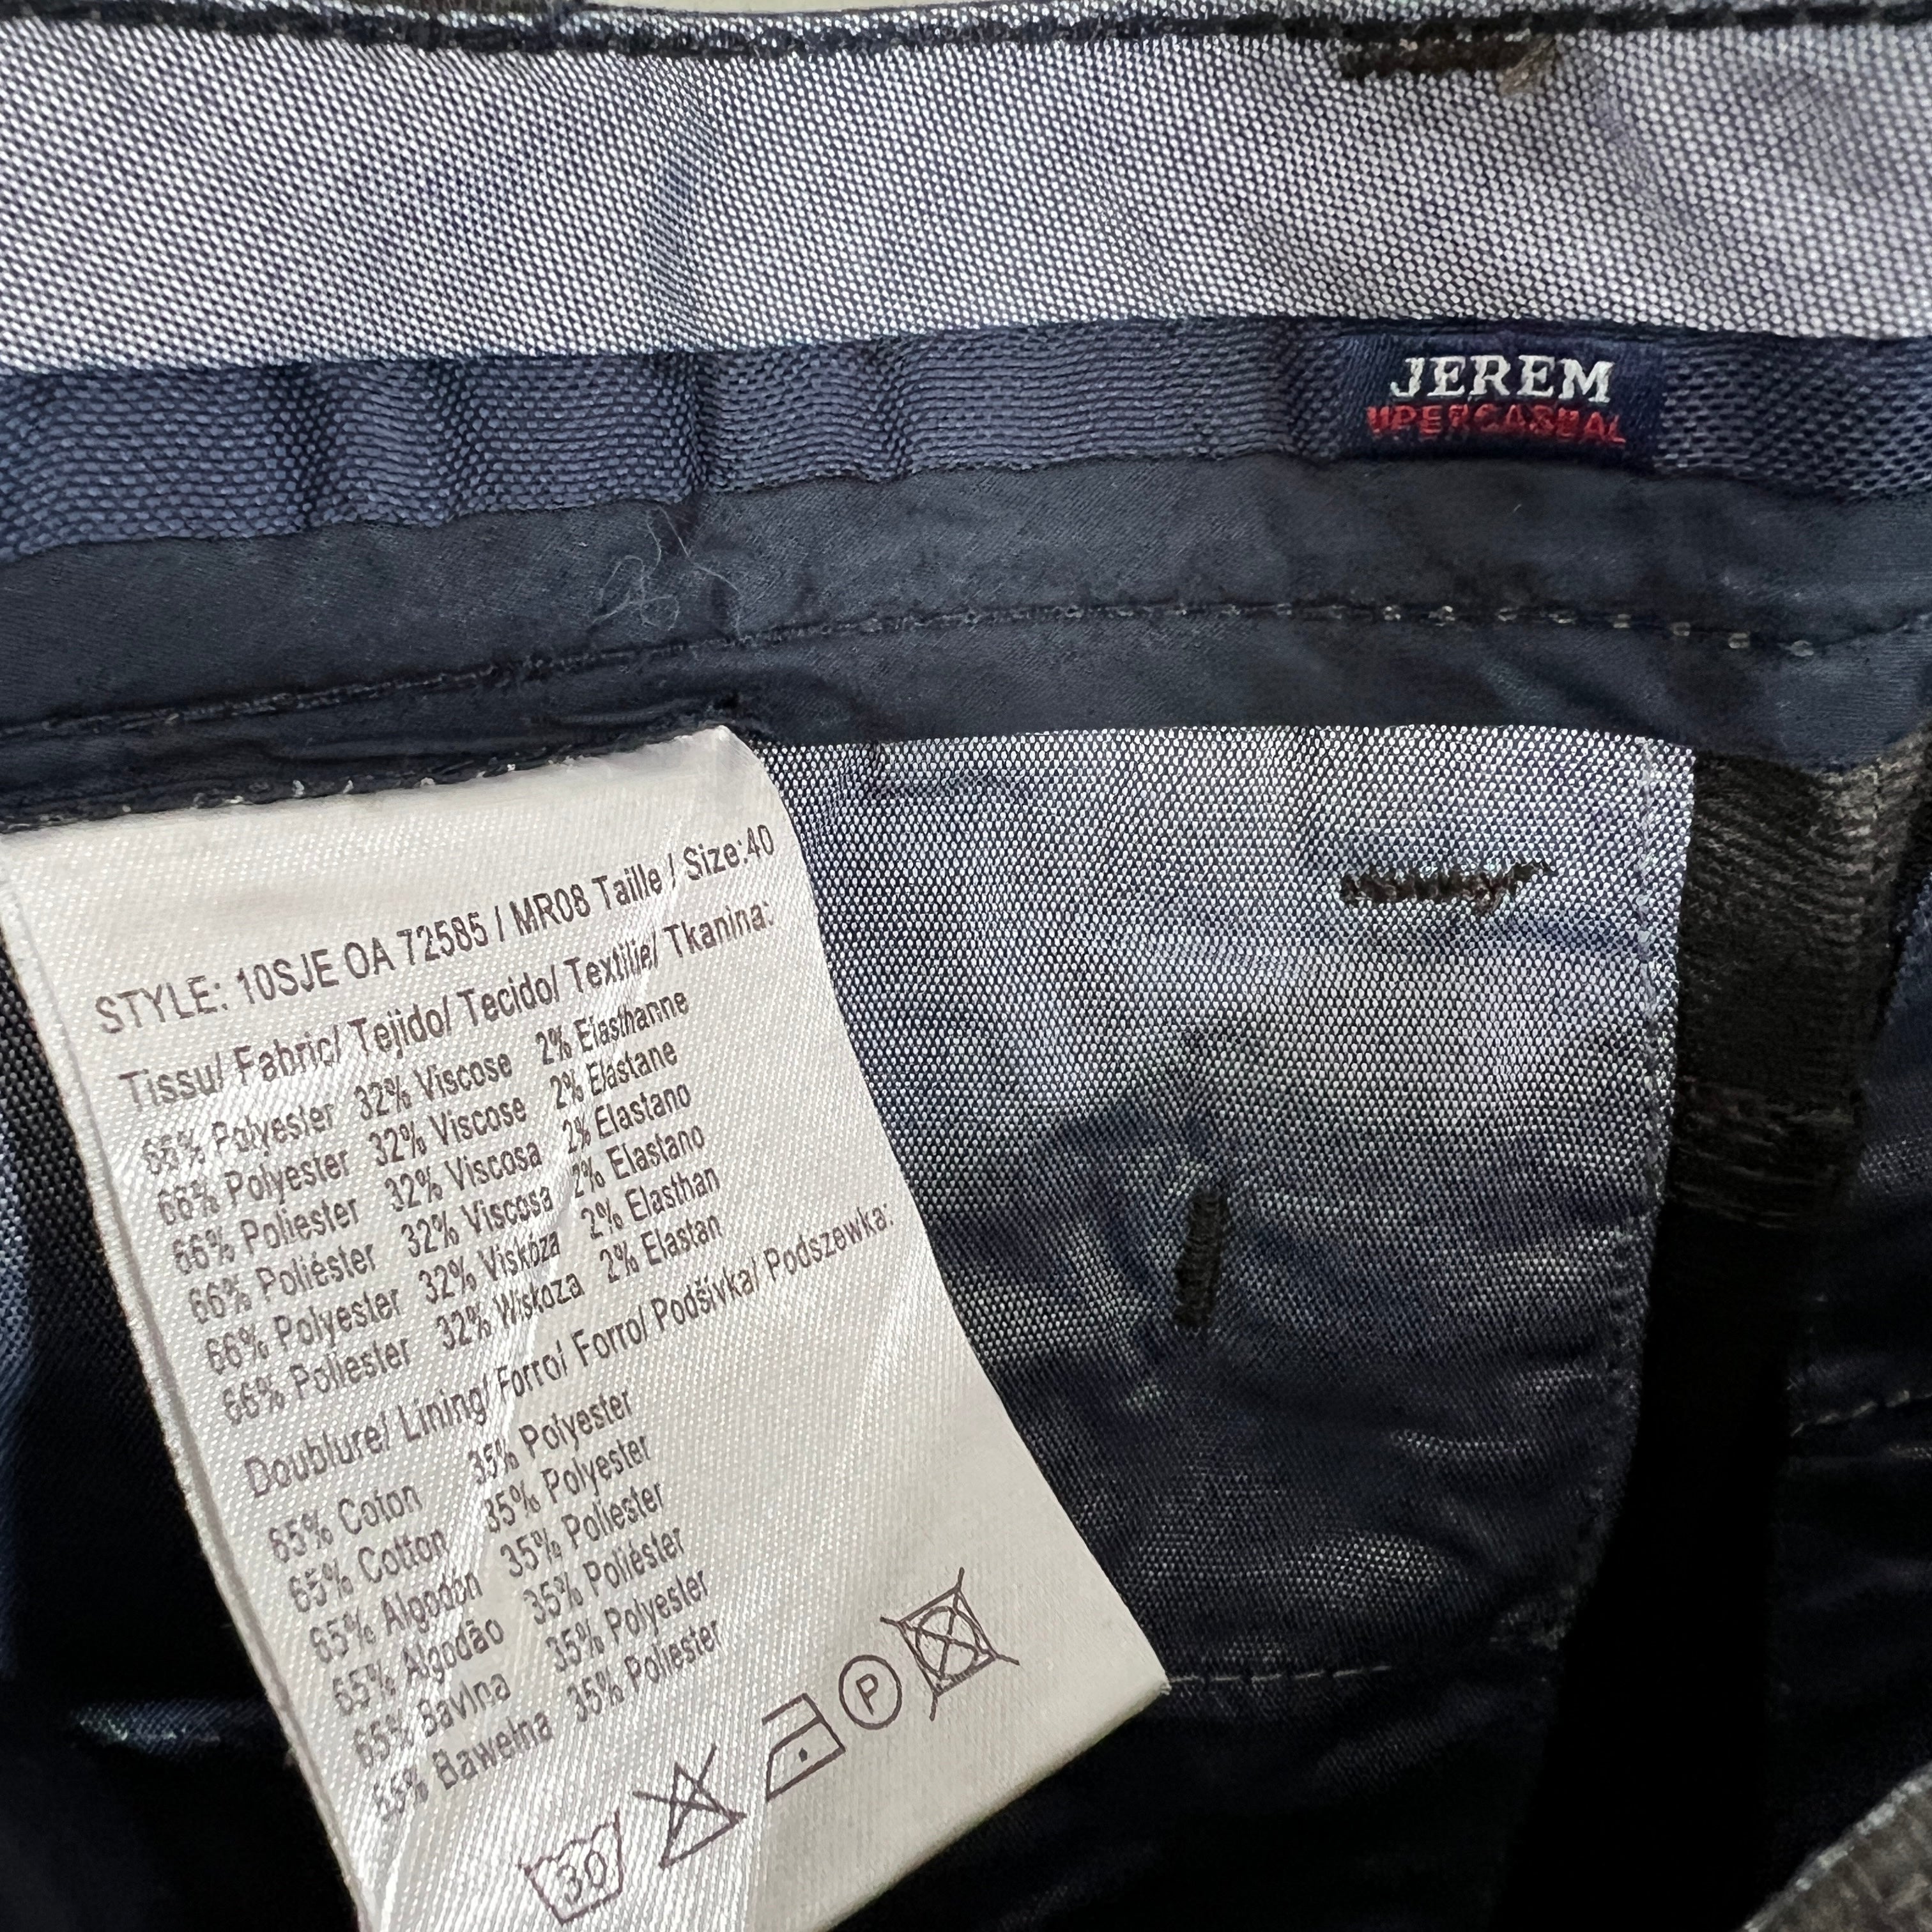 JEREM
UPERCASUAL
STYLE: 10SJE OA 72585 / MR08 Taille / Size:40
Tissu/ Fabric/ Tejido/ Tecido/ Textilie/ Tkanina:
66% Polyester 32% Viscose 2% Elasthanne
66% Polyester 32% Viscose 2% Elastane
66% Poliester 32% Viscosa 2% Elastano
66% Poliéster 32% Viscosa 2% Elastano
66% Polyester 32% Viskóza 2% Elasthan
66% Poliester 32% Wiskoza 2% Elastan
Doublure/ Lining/ Forro/ Forro/ Podšívka/ Podszewka:
65% Coton 35% Polyester
65% Cotton 35% Polyester
65% Algodon 35% Poliester
65% Algodão 35% Poliéster
65% Bavlna 35% Polyester
65% Bawełna 35% Poliester
30
P